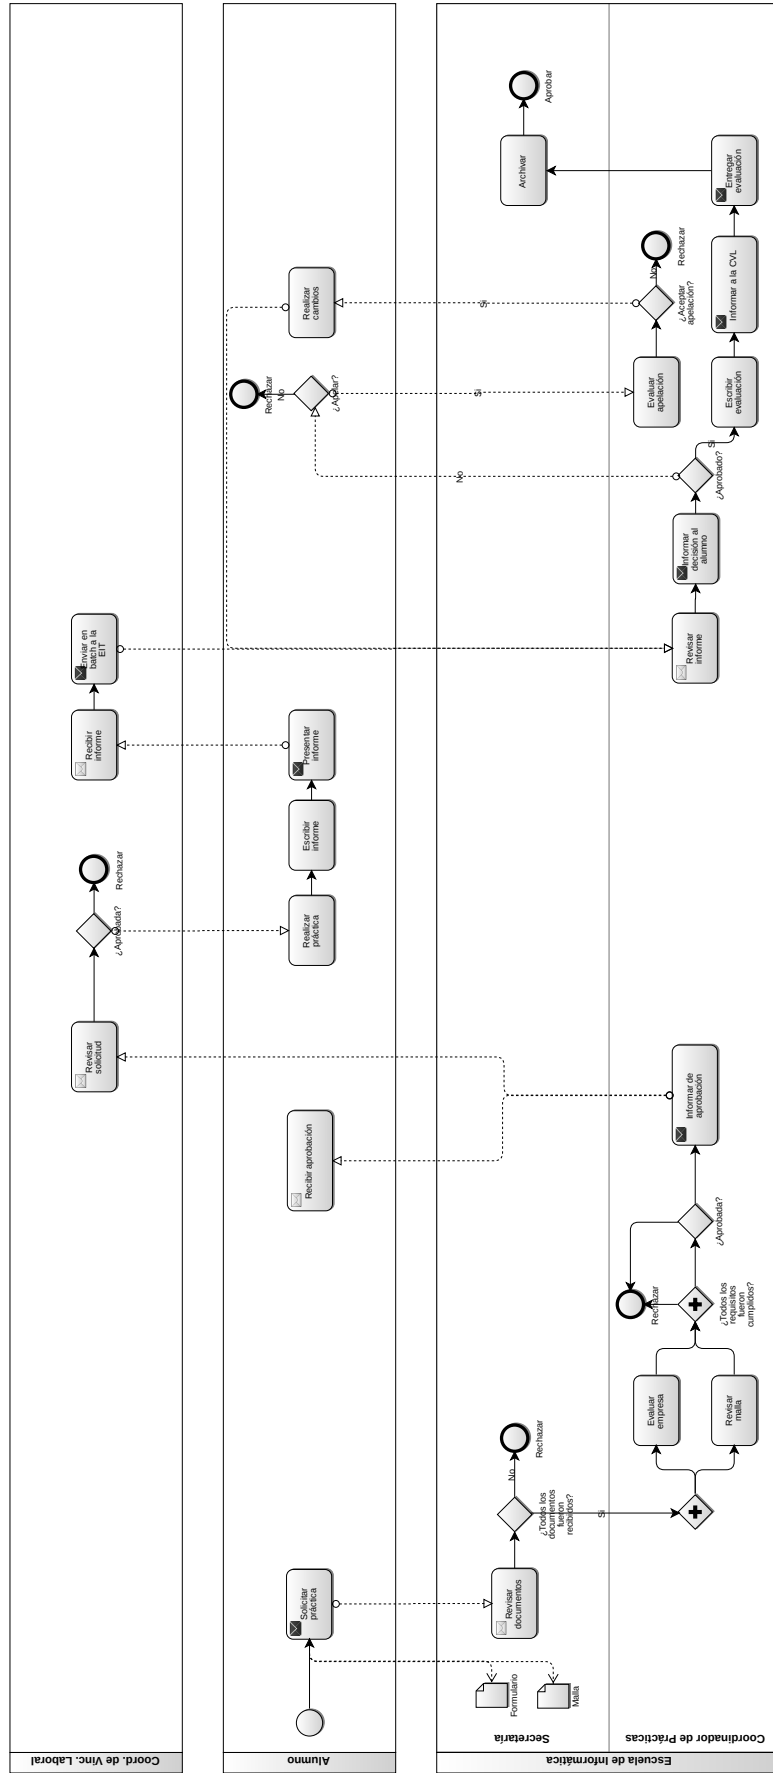 Coord. de Vinc. Laboral
Revisar
solicitud
¿Aprobada?
Rechazar
Recibir
informe
Enviar en
batch a la
EIT
Alumno
Solicitar
práctica
Recibir aprobación
Realizar
práctica
Escribir
informe
Presentar
informe
Rechazar
No
¿Apelar?
Realizar
cambios
Escuela de Informática
Secretaría
Formulario
Malla
Revisar
documentos
No
Rechazar
¿Todos los
documentos
fueron
recibidos?
Si
No
Si
Si
Archivar
Aprobar
Coordinador de Prácticas
Evaluar
empresa
Revisar
malla
Rechazar
¿Todos los
requisitos
fueron
cumplidos?
¿Aprobada?
Informar de
aprobación
Revisar
informe
Informar
decisión al
alumno
¿Aprobado?
Si
Evaluar
apelación
¿Aceptar
apelación?
No
Rechazar
Escribir
evaluación
Informar a la CVL
Entregar
evaluación